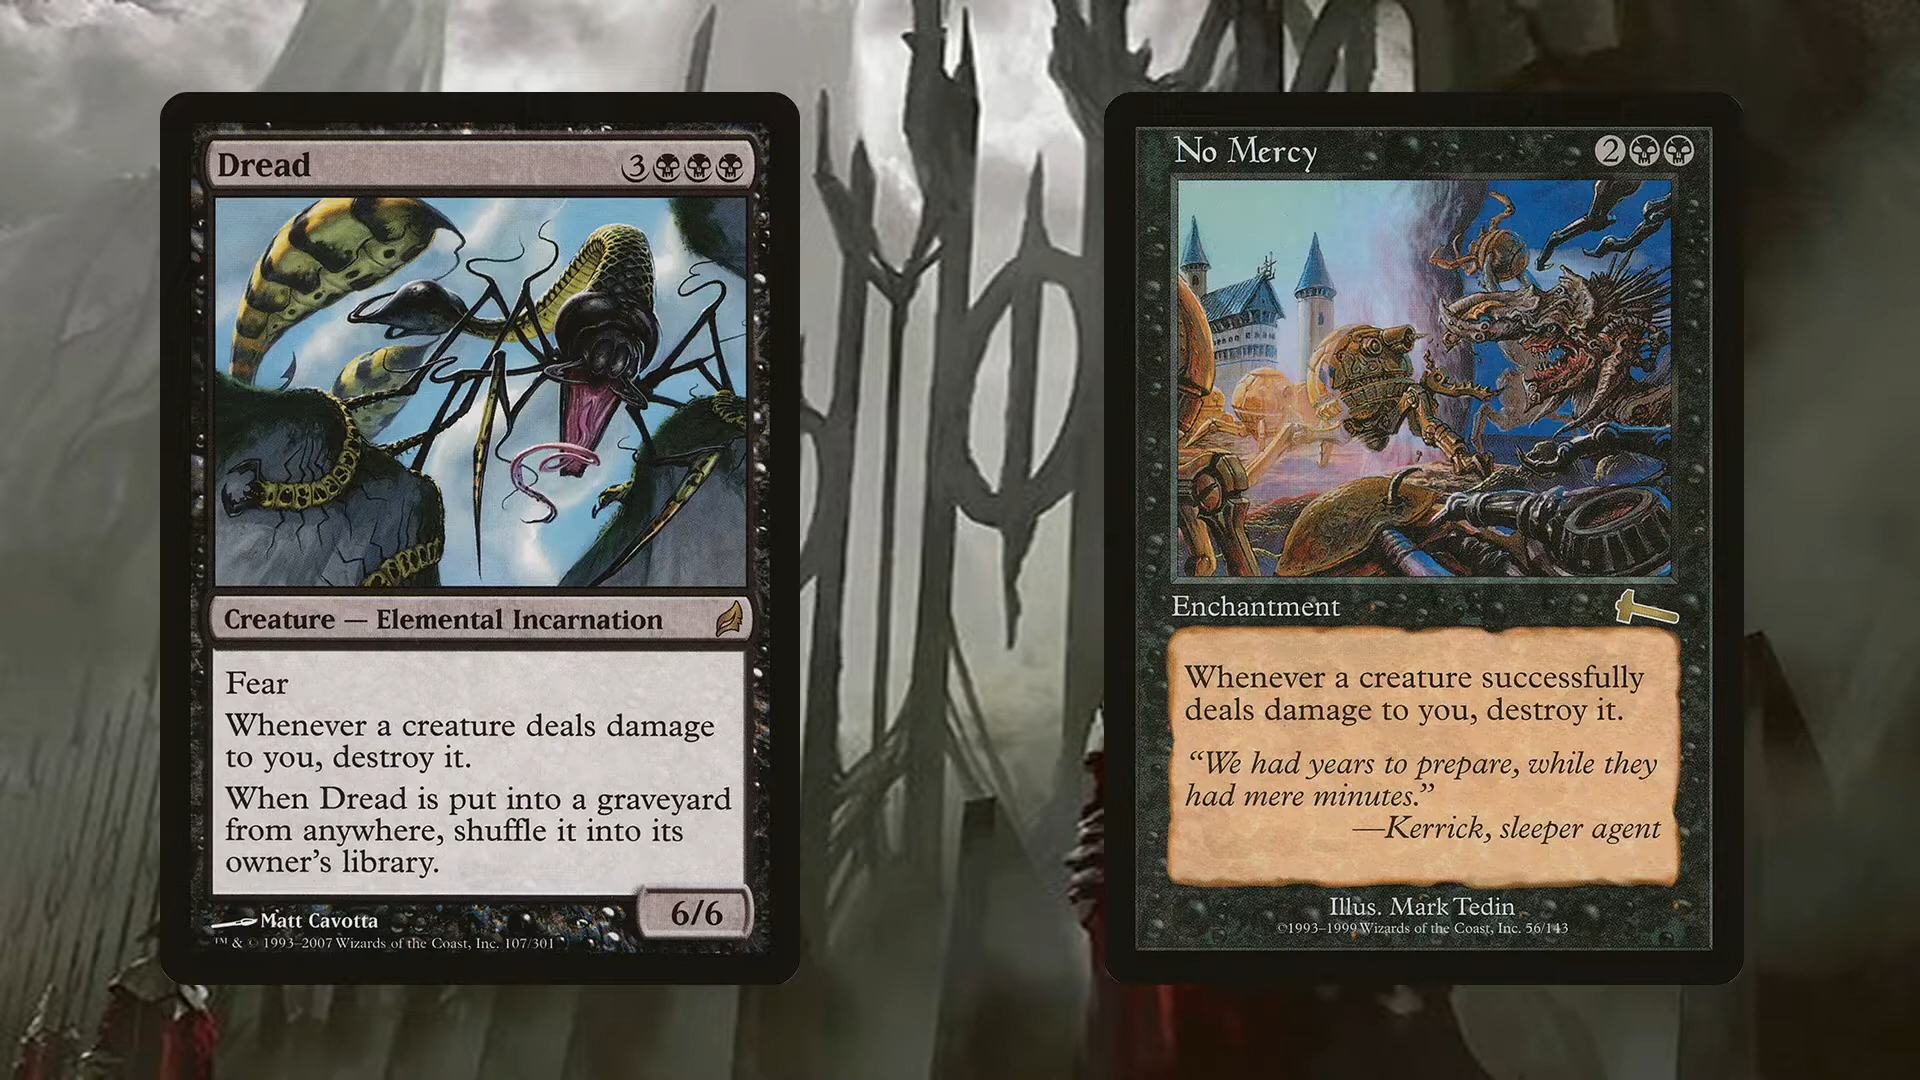 Dread
3
Creature — Elemental Incarnation
Fear
Whenever a creature deals damage
to you, destroy it.
When Dread is put into a graveyard
from anywhere, shuffle it into its
owner's library.
6/6
Matt Cavotta
™ & © 1993–2007 Wizards of the Coast, Inc. 107/301
No Mercy
2
Enchantment
Whenever a creature successfully
deals damage to you, destroy it.
“We had years to prepare, while they
had mere minutes.”
—Kerrick, sleeper agent
Illus. Mark Tedin
©1993–1999 Wizards of the Coast, Inc. 56/143